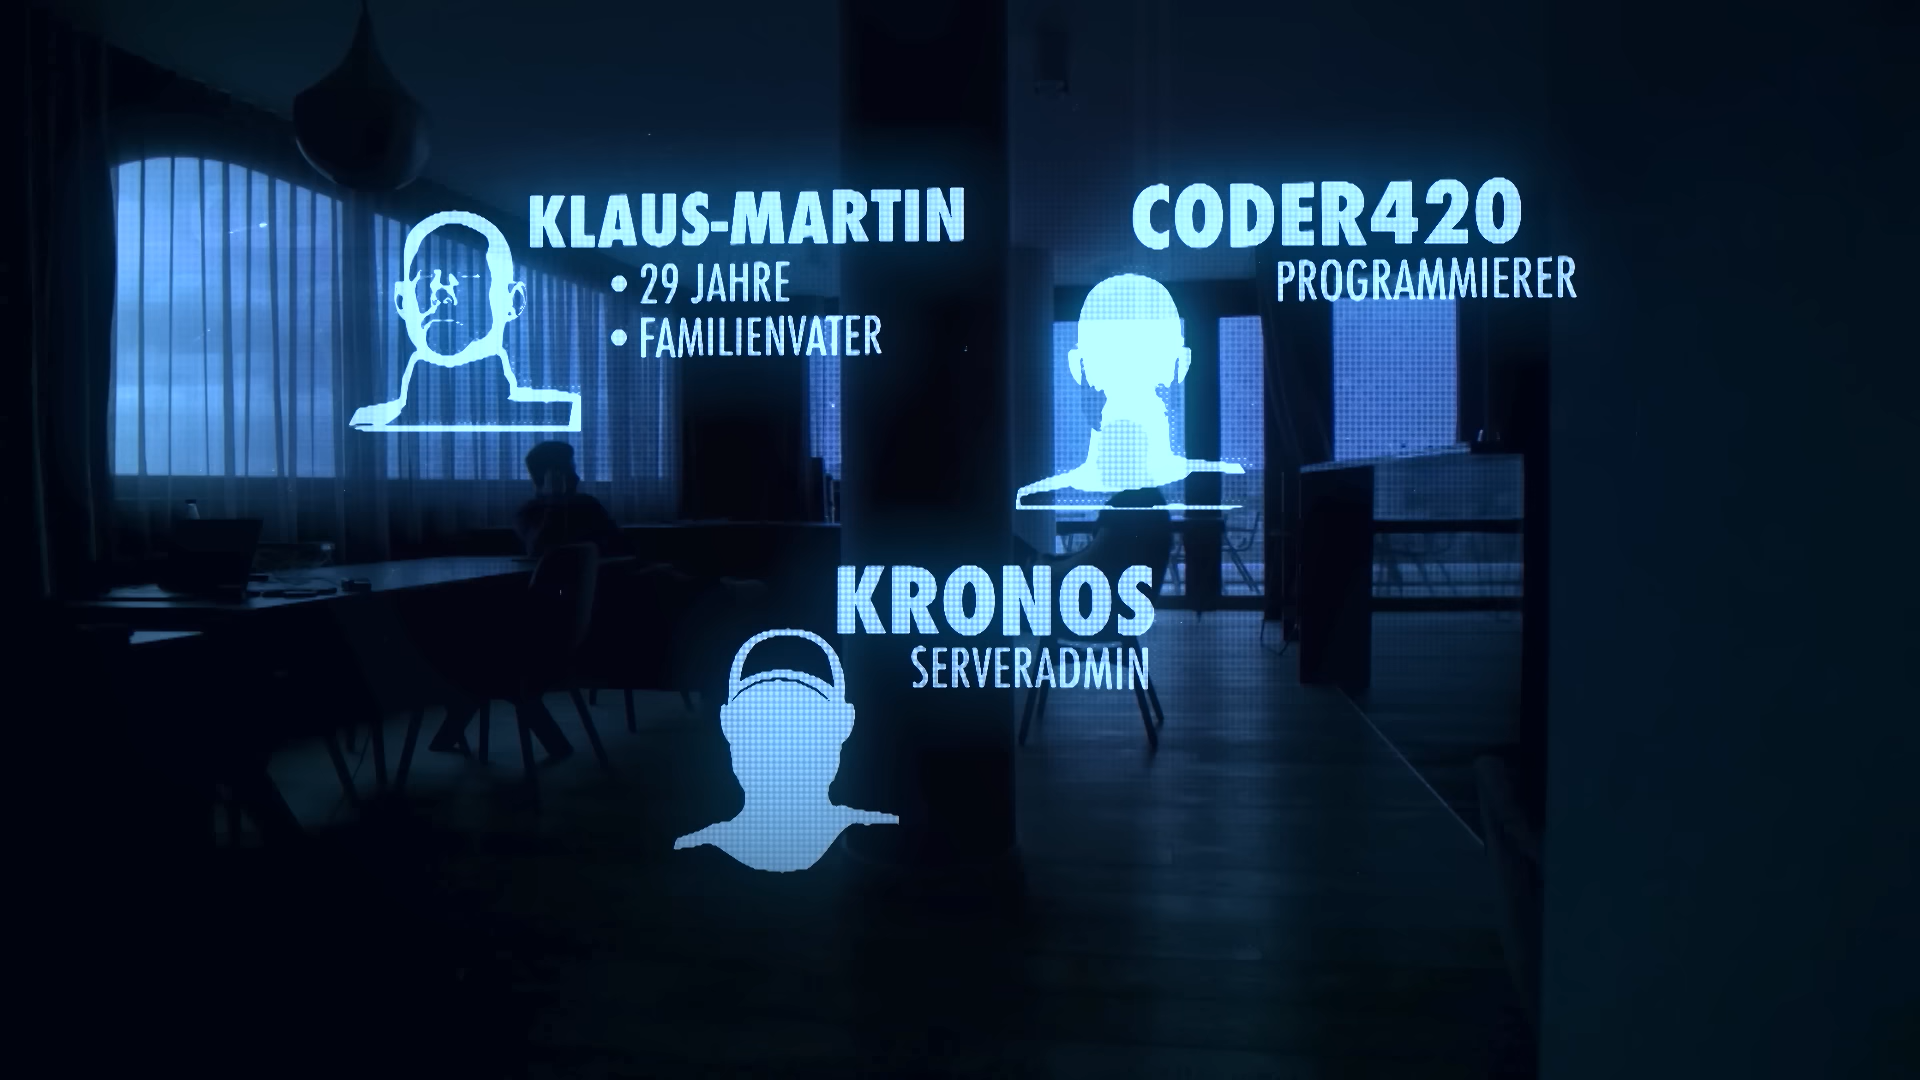 KLAUS-MARTIN
• 29 JAHRE
• FAMILIENVATER
CODER420
PROGRAMMIERER
KRONOS
SERVERADMIN